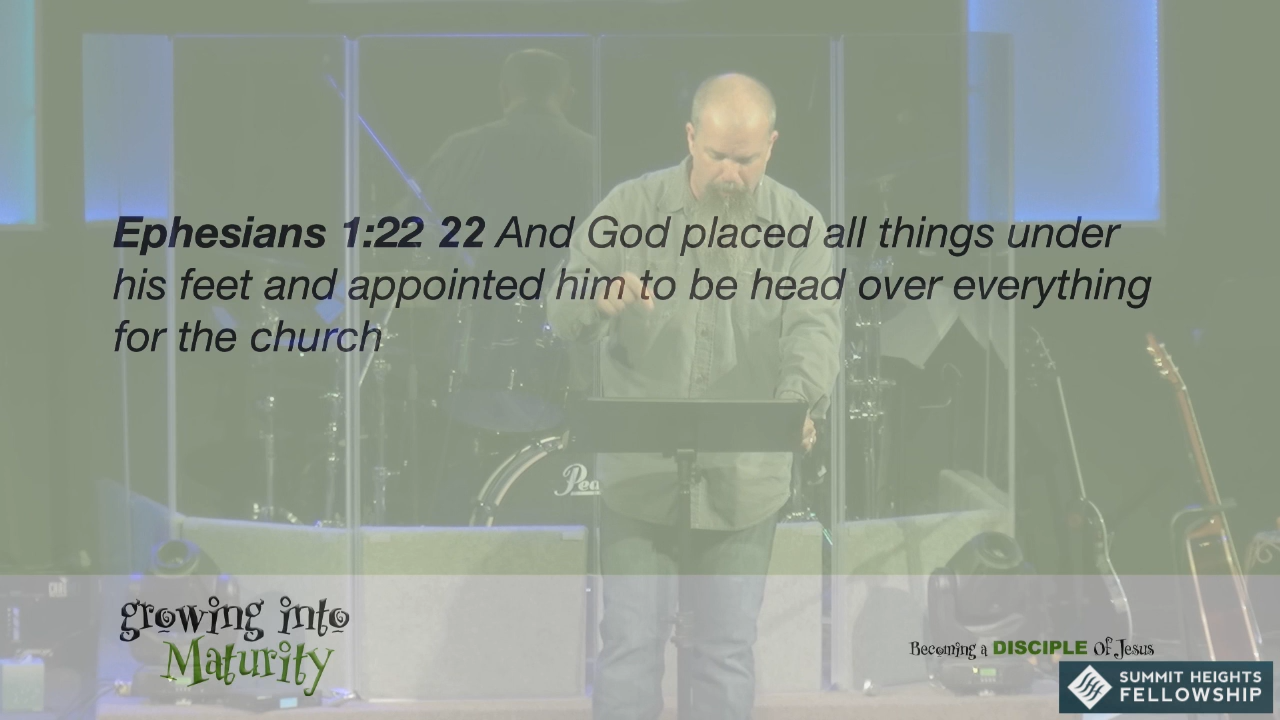 Ephesians 1:22 22 And God placed all things under
his feet and appointed him to be head over everything
for the church
growing into
Maturity
Becoming a DISCIPLE Of Jesus
SUMMIT HEIGHTS
FELLOWSHIP